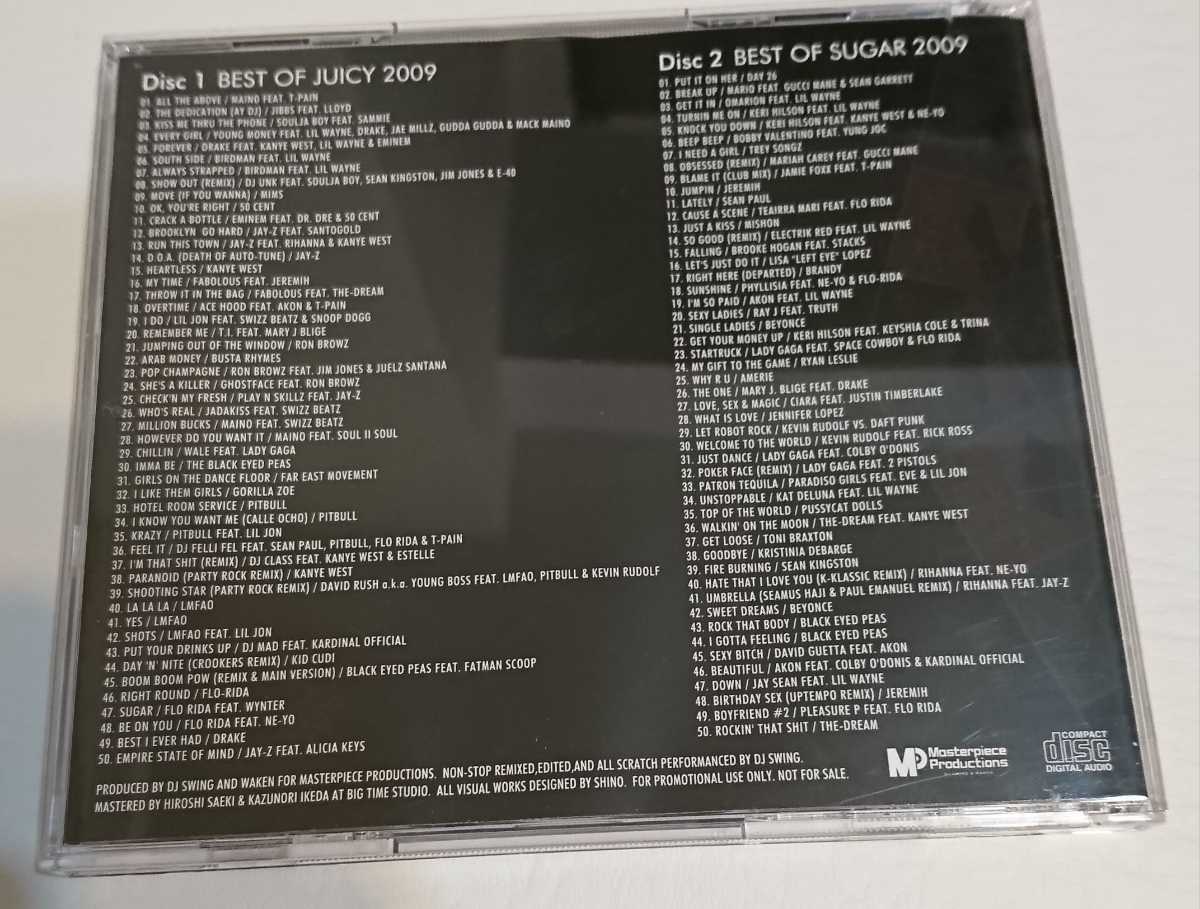 Disc 1 BEST OF JUICY 2009
01. ALL THE ABOVE / MAINO FEAT. T-PAIN
02. THE DEDICATION (AY DJ) / JIBBS FEAT. LLOYD
03. KISS ME THRU THE PHONE / SOULJA BOY FEAT. SAMMIE
04. EVERY GIRL / YOUNG MONEY FEAT. LIL WAYNE, DRAKE, JAE MILLZ, GUDDA GUDDA & MACK MAINO
05. FOREVER / DRAKE FEAT. KANYE WEST, LIL WAYNE & EMINEM
06. SOUTH SIDE / BIRDMAN FEAT. LIL WAYNE
07. ALWAYS STRAPPED / BIRDMAN FEAT. LIL WAYNE
08. SHOW OUT (REMIX) / DJ UNK FEAT. SOULJA BOY, SEAN KINGSTON, JIM JONES & E-40
09. MOVE (IF YOU WANNA) / MIMS
10. OK, YOU'RE RIGHT / 50 CENT
11. CRACK A BOTTLE / EMINEM FEAT. DR. DRE & 50 CENT
12. BROOKLYN GO HARD / JAY-Z FEAT. SANTOGOLD
13. RUN THIS TOWN / JAY-Z FEAT. RIHANNA & KANYE WEST
14. D.O.A. (DEATH OF AUTO-TUNE) / JAY-Z
15. HEARTLESS / KANYE WEST
16. MY TIME / FABOLOUS FEAT. JEREMIH
17. THROW IT IN THE BAG / FABOLOUS FEAT. THE-DREAM
18. OVERTIME / ACE HOOD FEAT. AKON & T-PAIN
19. I DO / LIL JON FEAT. SWIZZ BEATZ & SNOOP DOGG
20. REMEMBER ME / T.I. FEAT. MARY J BLIGE
21. JUMPING OUT OF THE WINDOW / RON BROWZ
22. ARAB MONEY / BUSTA RHYMES
23. POP CHAMPAGNE / RON BROWZ FEAT. JIM JONES & JUELZ SANTANA
24. SHE'S A KILLER / GHOSTFACE FEAT. RON BROWZ
25. CHECK'N MY FRESH / PLAY N SKILLZ FEAT. JAY-Z
26. WHO'S REAL / JADAKISS FEAT. SWIZZ BEATZ
27. MILLION BUCKS / MAINO FEAT. SWIZZ BEATZ
28. HOWEVER DO YOU WANT IT / MAINO FEAT. SOUL II SOUL
29. CHILLIN / WALE FEAT. LADY GAGA
30. IMMA BE / THE BLACK EYED PEAS
31. GIRLS ON THE DANCE FLOOR / FAR EAST MOVEMENT
32. I LIKE THEM GIRLS / GORILLA ZOE
33. HOTEL ROOM SERVICE / PITBULL
34. I KNOW YOU WANT ME (CALLE OCHO) / PITBULL
35. KRAZY / PITBULL FEAT. LIL JON
36. FEEL IT / DJ FELLI FEL FEAT. SEAN PAUL, PITBULL, FLO RIDA & T-PAIN
37. I'M THAT SHIT (REMIX) / DJ CLASS FEAT. KANYE WEST & ESTELLE
38. PARANOID (PARTY ROCK REMIX) / KANYE WEST
39. SHOOTING STAR (PARTY ROCK REMIX) / DAVID RUSH a.k.a. YOUNG BOSS FEAT. LMFAO, PITBULL & KEVIN RUDOLF
40. LA LA LA / LMFAO
41. YES / LMFAO
42. SHOTS / LMFAO FEAT. LIL JON
43. PUT YOUR DRINKS UP / DJ MAD FEAT. KARDINAL OFFICIAL
44. DAY 'N' NITE (CROOKERS REMIX) / KID CUDI
45. BOOM BOOM POW (REMIX & MAIN VERSION) / BLACK EYED PEAS FEAT. FATMAN SCOOP
46. RIGHT ROUND / FLO-RIDA
47. SUGAR / FLO RIDA FEAT. WYNTER
48. BE ON YOU / FLO RIDA FEAT. NE-YO
49. BEST I EVER HAD / DRAKE
50. EMPIRE STATE OF MIND / JAY-Z FEAT. ALICIA KEYS
Disc 2 BEST OF SUGAR 2009
01. PUT IT ON HER / DAY 26
02. BREAK UP / MARIO FEAT. GUCCI MANE & SEAN GARRETT
03. GET IT IN / OMARION FEAT. LIL WAYNE
04. TURNIN ME ON / KERI HILSON FEAT. LIL WAYNE
05. KNOCK YOU DOWN / KERI HILSON FEAT. KANYE WEST & NE-YO
06. BEEP BEEP / BOBBY VALENTINO FEAT. YUNG JOC
07. I NEED A GIRL / TREY SONGZ
08. OBSESSED (REMIX) / MARIAH CAREY FEAT. GUCCI MANE
09. BLAME IT (CLUB MIX) / JAMIE FOXX FEAT. T-PAIN
10. JUMPIN / JEREMIH
11. LATELY / SEAN PAUL
12. CAUSE A SCENE / TEAIRRA MARI FEAT. FLO RIDA
13. JUST A KISS / MISHON
14. SO GOOD (REMIX) / ELECTRIK RED FEAT. LIL WAYNE
15. FALLING / BROOKE HOGAN FEAT. STACKS
16. LET'S JUST DO IT / LISA "LEFT EYE" LOPEZ
17. RIGHT HERE (DEPARTED) / BRANDY
18. SUNSHINE / PHYLLISIA FEAT. NE-YO & FLO-RIDA
19. I'M SO PAID / AKON FEAT. LIL WAYNE
20. SEXY LADIES / RAY J FEAT. TRUTH
21. SINGLE LADIES / BEYONCE
22. GET YOUR MONEY UP / KERI HILSON FEAT. KEYSHIA COLE & TRINA
23. STARTRUCK / LADY GAGA FEAT. SPACE COWBOY & FLO RIDA
24. MY GIFT TO THE GAME / RYAN LESLIE
25. WHY R U / AMERIE
26. THE ONE / MARY J. BLIGE FEAT. DRAKE
27. LOVE, SEX & MAGIC / CIARA FEAT. JUSTIN TIMBERLAKE
28. WHAT IS LOVE / JENNIFER LOPEZ
29. LET ROBOT ROCK / KEVIN RUDOLF VS. DAFT PUNK
30. WELCOME TO THE WORLD / KEVIN RUDOLF FEAT. RICK ROSS
31. JUST DANCE / LADY GAGA FEAT. COLBY O'DONIS
32. POKER FACE (REMIX) / LADY GAGA FEAT. 2 PISTOLS
33. PATRON TEQUILA / PARADISO GIRLS FEAT. EVE & LIL JON
34. UNSTOPPABLE / KAT DELUNA FEAT. LIL WAYNE
35. TOP OF THE WORLD / PUSSYCAT DOLLS
36. WALKIN' ON THE MOON / THE-DREAM FEAT. KANYE WEST
37. GET LOOSE / TONI BRAXTON
38. GOODBYE / KRISTINIA DEBARGE
39. FIRE BURNING / SEAN KINGSTON
40. HATE THAT I LOVE YOU (K-KLASSIC REMIX) / RIHANNA FEAT. NE-YO
41. UMBRELLA (SEAMUS HAJI & PAUL EMANUEL REMIX) / RIHANNA FEAT. JAY-Z
42. SWEET DREAMS / BEYONCE
43. ROCK THAT BODY / BLACK EYED PEAS
44. I GOTTA FEELING / BLACK EYED PEAS
45. SEXY BITCH / DAVID GUETTA FEAT. AKON
46. BEAUTIFUL / AKON FEAT. COLBY O'DONIS & KARDINAL OFFICIAL
47. DOWN / JAY SEAN FEAT. LIL WAYNE
48. BIRTHDAY SEX (UPTEMPO REMIX) / JEREMIH
49. BOYFRIEND #2 / PLEASURE P FEAT. FLO RIDA
50. ROCKIN' THAT SHIT / THE-DREAM
PRODUCED BY DJ SWING AND WAKEN FOR MASTERPIECE PRODUCTIONS. NON-STOP REMIXED,EDITED,AND ALL SCRATCH PERFORMANCED BY DJ SWING.
MASTERED BY HIROSHI SAEKI & KAZUNORI IKEDA AT BIG TIME STUDIO. ALL VISUAL WORKS DESIGNED BY SHINO. FOR PROMOTIONAL USE ONLY. NOT FOR SALE.
MP Masterpiece
Productions
COMPACT
disc
DIGITAL AUDIO